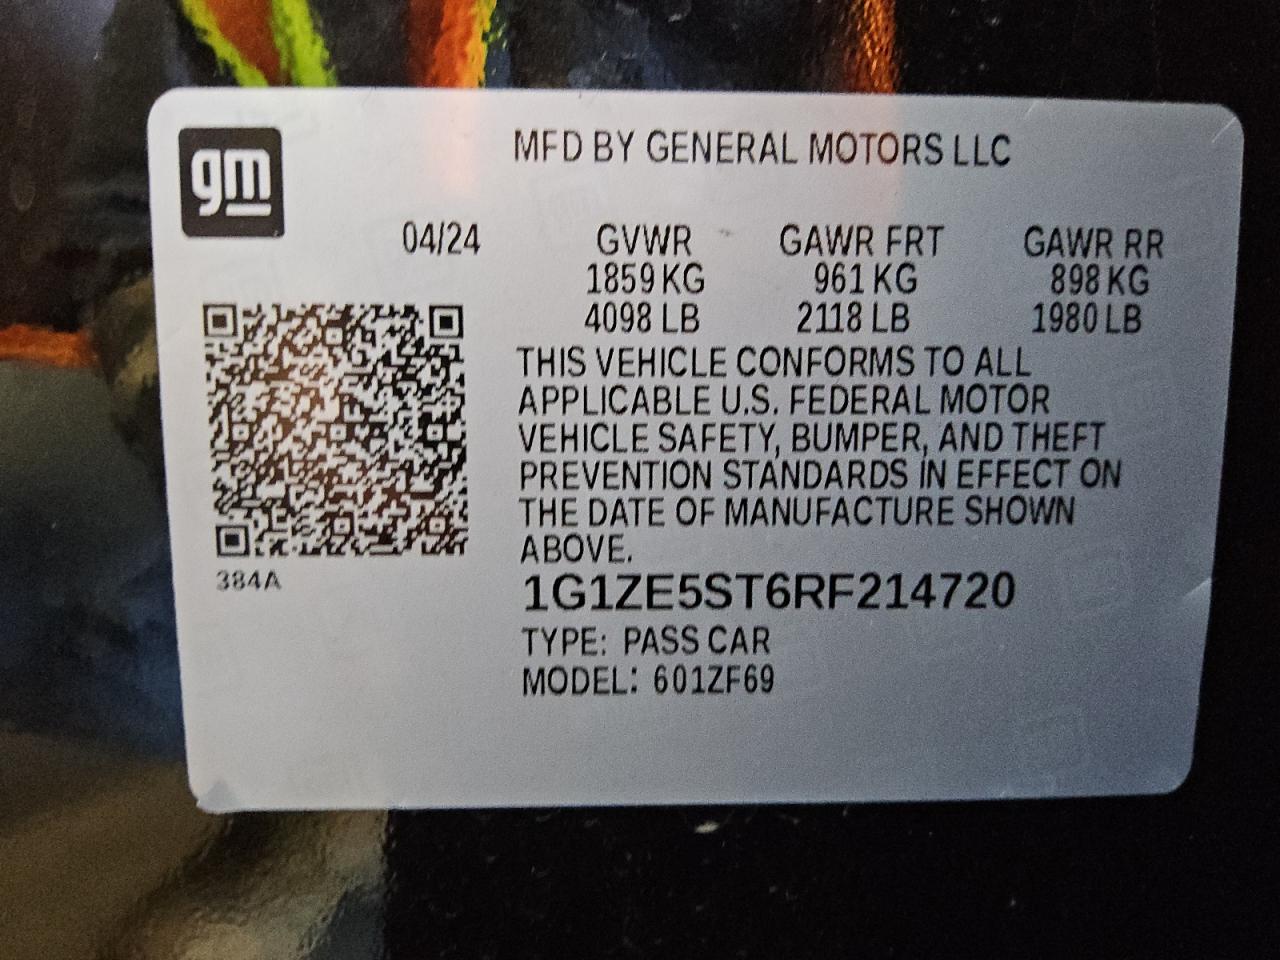 gm
MFD BY GENERAL MOTORS LLC
04/24 GVWR GAWR FRT GAWR RR
1859 KG 961 KG 898 KG
4098 LB 2118 LB 1980 LB
THIS VEHICLE CONFORMS TO ALL
APPLICABLE U.S. FEDERAL MOTOR
VEHICLE SAFETY, BUMPER, AND THEFT
PREVENTION STANDARDS IN EFFECT ON
THE DATE OF MANUFACTURE SHOWN
ABOVE.
384A
1G1ZE5ST6RF214720
TYPE: PASS CAR
MODEL: 601ZF69